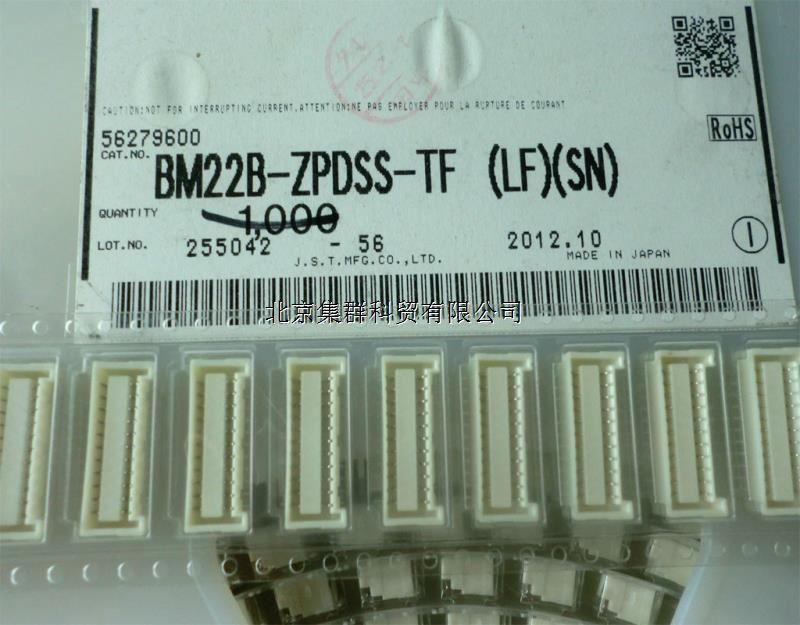 CAUTION:NOT FOR INTERRUPTING CURRENT.ATTENTION:NE PAS EMPLOYER POUR LA RUPTURE DE COURANT
RoHS
56279600
CAT.NO. BM22B-ZPDSS-TF (LF)(SN)
QUANTITY 1,000
LOT.NO. 255042 -56 2012.10
J.S.T.MFG.CO.,LTD. MADE IN JAPAN
北京集群科贸有限公司